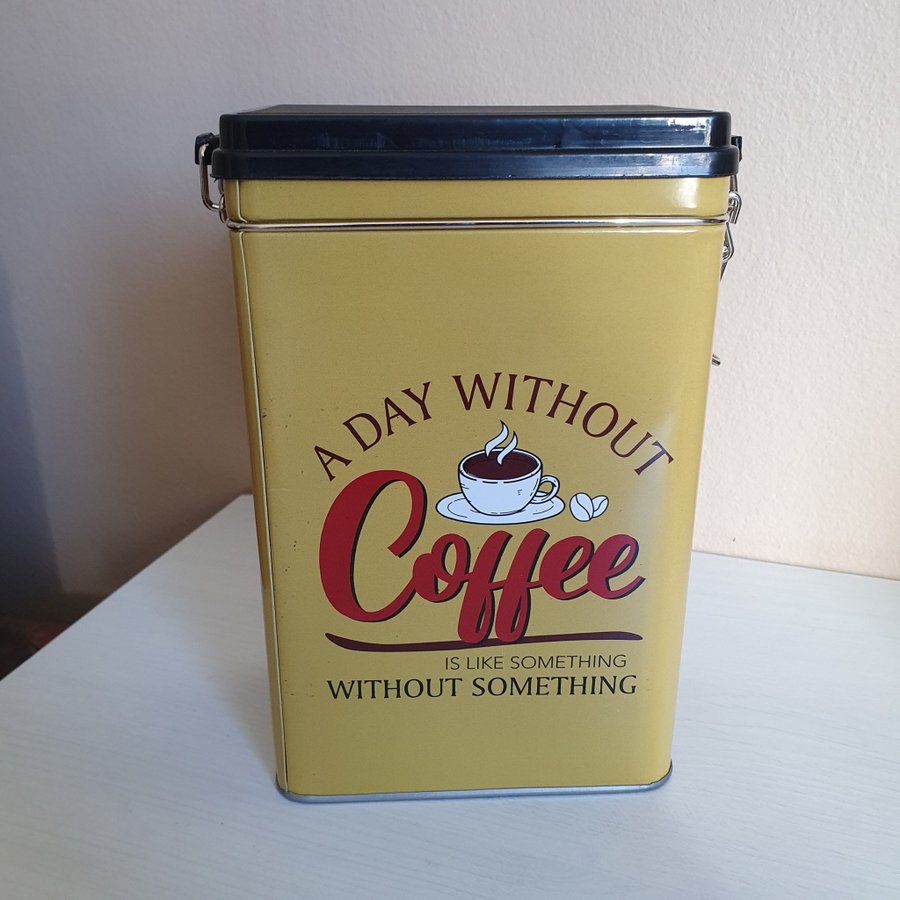 A DAY WITHOUT
Coffee
IS LIKE SOMETHING
WITHOUT SOMETHING